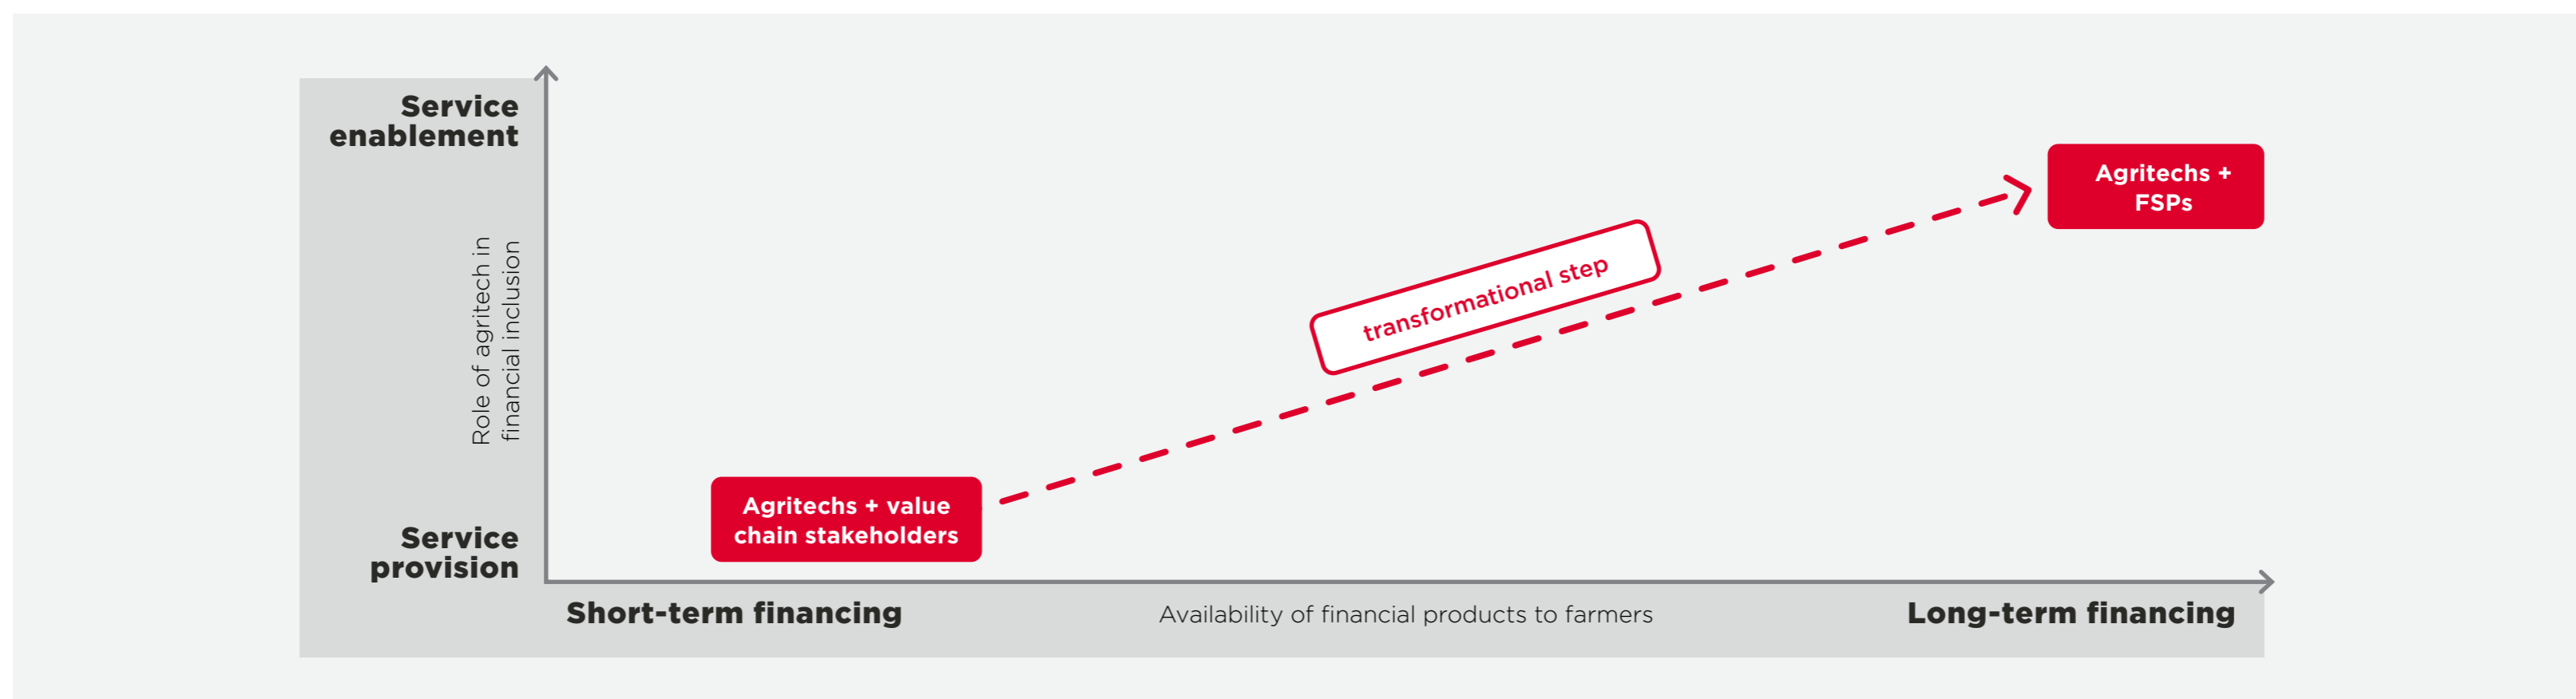 Service
enablement
Role of agritech in
financial inclusion
Service
provision
Agritechs +
FSPs
transformational step
Agritechs + value
chain stakeholders
Short-term financing
Availability of financial products to farmers
Long-term financing